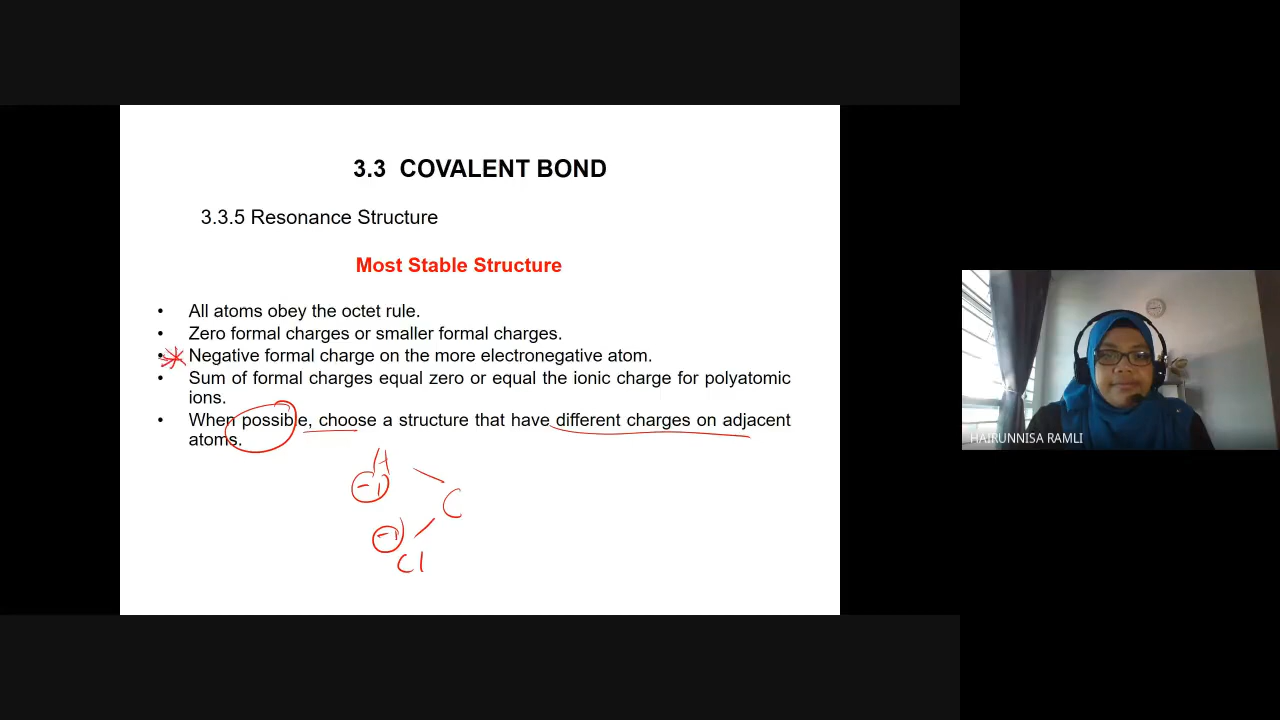 3.3 COVALENT BOND
3.3.5 Resonance Structure
Most Stable Structure
• All atoms obey the octet rule.
• Zero formal charges or smaller formal charges.
• Negative formal charge on the more electronegative atom.
• Sum of formal charges equal zero or equal the ionic charge for polyatomic
ions.
• When possible, choose a structure that have different charges on adjacent
atoms.
H
-1
C
-1
Cl
HAIRUNNISA RAMLI